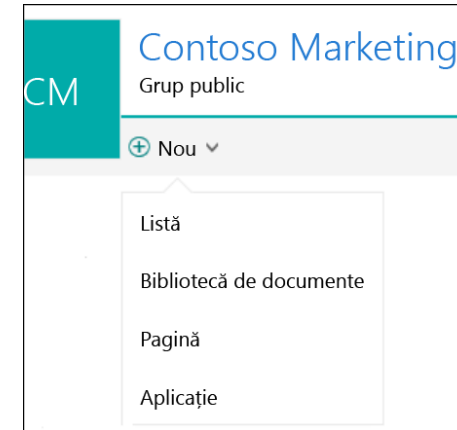 CM
Contoso Marketing
Grup public
Nou
Listă
Bibliotecă de documente
Pagină
Aplicație